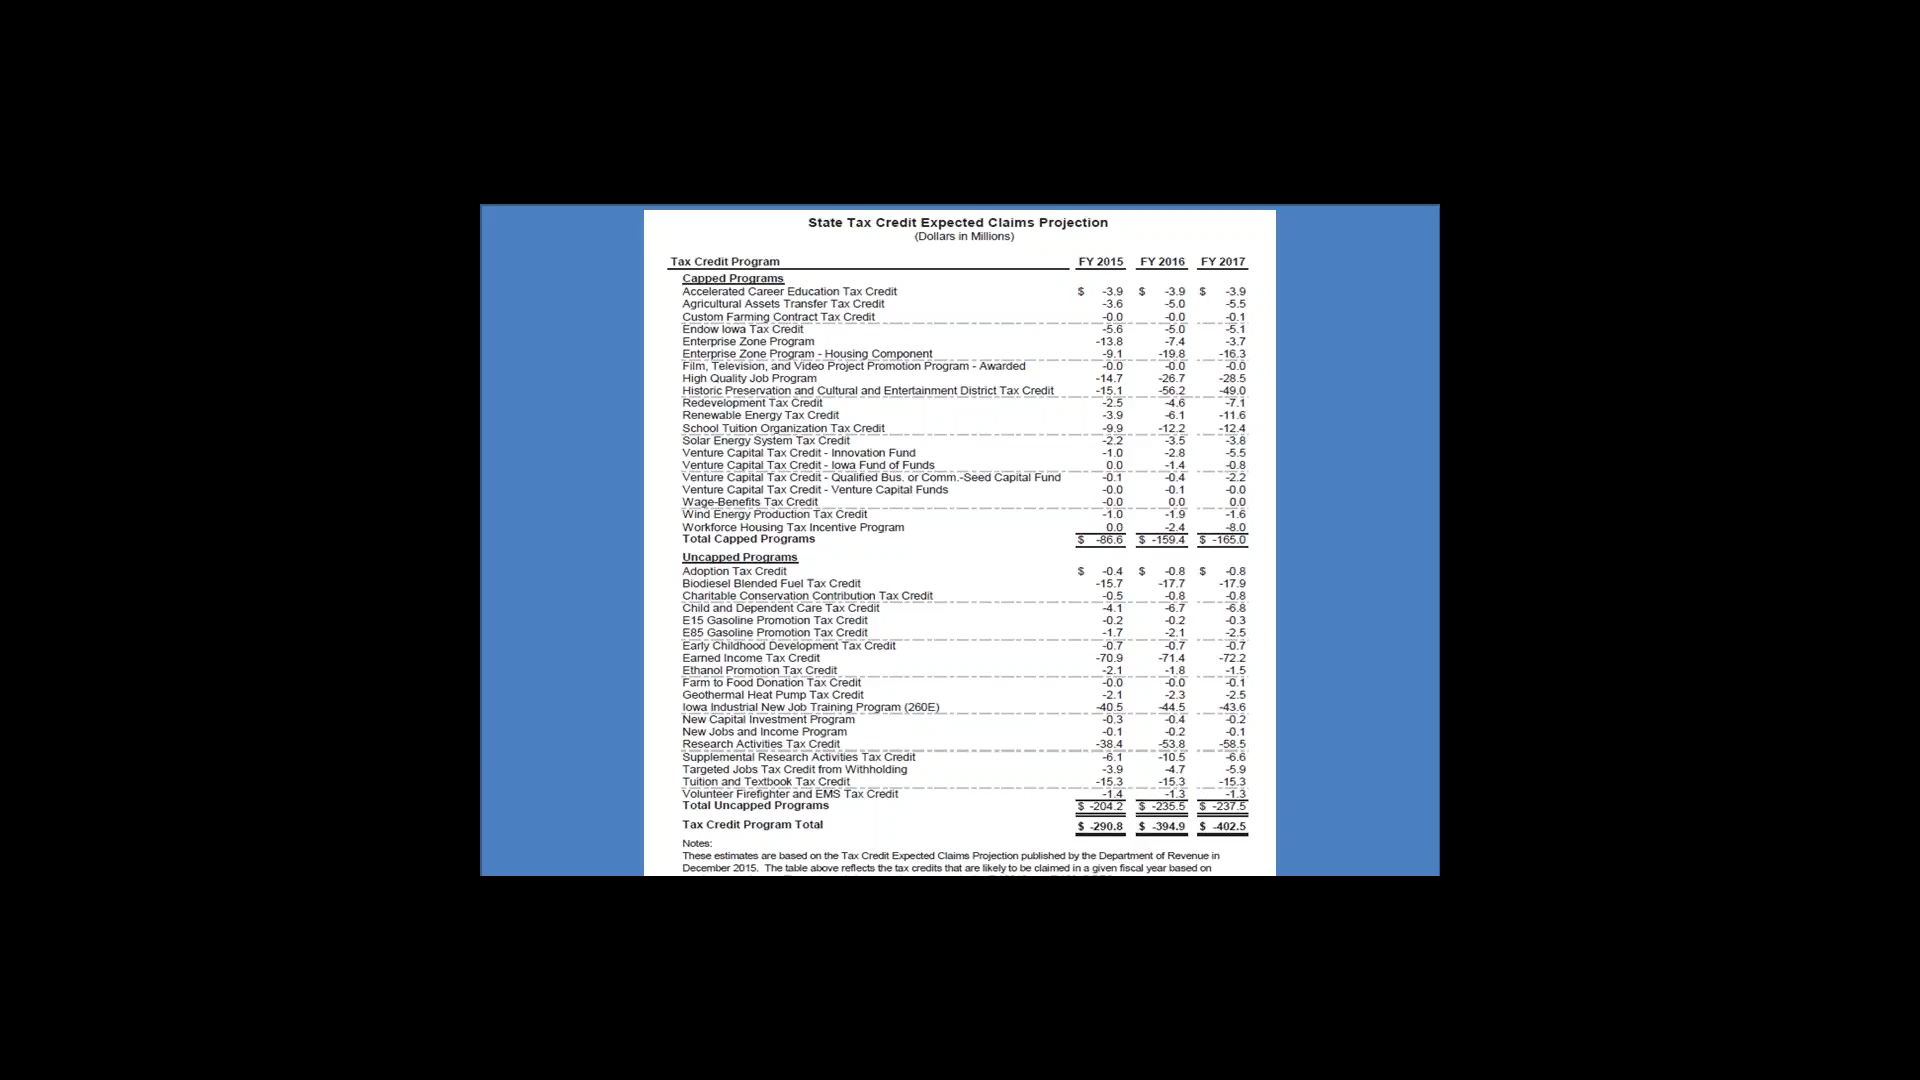 State Tax Credit Expected Claims Projection
(Dollars in Millions)
Tax Credit Program FY 2015 FY 2016 FY 2017
Capped Programs
Accelerated Career Education Tax Credit $ -3.9 $ -3.9 $ -3.9
Agricultural Assets Transfer Tax Credit -3.6 -5.0 -5.5
Custom Farming Contract Tax Credit -0.0 -0.0 -0.1
Endow Iowa Tax Credit -5.6 -5.0 -5.1
Enterprise Zone Program -13.8 -7.4 -3.7
Enterprise Zone Program - Housing Component -9.1 -19.8 -16.3
Film, Television, and Video Project Promotion Program - Awarded -0.0 -0.0 -0.0
High Quality Job Program -14.7 -26.7 -28.5
Historic Preservation and Cultural and Entertainment District Tax Credit -15.1 -56.2 -49.0
Redevelopment Tax Credit -2.5 -4.6 -7.1
Renewable Energy Tax Credit -3.9 -6.1 -11.6
School Tuition Organization Tax Credit -9.9 -12.2 -12.4
Solar Energy System Tax Credit -2.2 -3.5 -3.8
Venture Capital Tax Credit - Innovation Fund -1.0 -2.8 -5.5
Venture Capital Tax Credit - Iowa Fund of Funds 0.0 -1.4 -0.8
Venture Capital Tax Credit - Qualified Bus. or Comm.-Seed Capital Fund -0.1 -0.4 -2.2
Venture Capital Tax Credit - Venture Capital Funds -0.0 -0.1 -0.0
Wage-Benefits Tax Credit -0.0 0.0 0.0
Wind Energy Production Tax Credit -1.0 -1.9 -1.6
Workforce Housing Tax Incentive Program 0.0 -2.4 -8.0
Total Capped Programs $ -86.6 $ -159.4 $ -165.0
Uncapped Programs
Adoption Tax Credit $ -0.4 $ -0.8 $ -0.8
Biodiesel Blended Fuel Tax Credit -15.7 -17.7 -17.9
Charitable Conservation Contribution Tax Credit -0.5 -0.8 -0.8
Child and Dependent Care Tax Credit -4.1 -6.7 -6.8
E15 Gasoline Promotion Tax Credit -0.2 -0.2 -0.3
E85 Gasoline Promotion Tax Credit -1.7 -2.1 -2.5
Early Childhood Development Tax Credit -0.7 -0.7 -0.7
Earned Income Tax Credit -70.9 -71.4 -72.2
Ethanol Promotion Tax Credit -2.1 -1.8 -1.5
Farm to Food Donation Tax Credit -0.0 -0.0 -0.1
Geothermal Heat Pump Tax Credit -2.1 -2.3 -2.5
Iowa Industrial New Job Training Program (260E) -40.5 -44.5 -43.6
New Capital Investment Program -0.3 -0.4 -0.2
New Jobs and Income Program -0.1 -0.2 -0.1
Research Activities Tax Credit -38.4 -53.8 -58.5
Supplemental Research Activities Tax Credit -6.1 -10.5 -6.6
Targeted Jobs Tax Credit from Withholding -3.9 -4.7 -5.9
Tuition and Textbook Tax Credit -15.3 -15.3 -15.3
Volunteer Firefighter and EMS Tax Credit -1.4 -1.3 -1.3
Total Uncapped Programs $ -204.2 $ -235.5 $ -237.5
Tax Credit Program Total $ -290.8 $ -394.9 $ -402.5
Notes:
These estimates are based on the Tax Credit Expected Claims Projection published by the Department of Revenue in
December 2015. The table above reflects the tax credits that are likely to be claimed in a given fiscal year based on